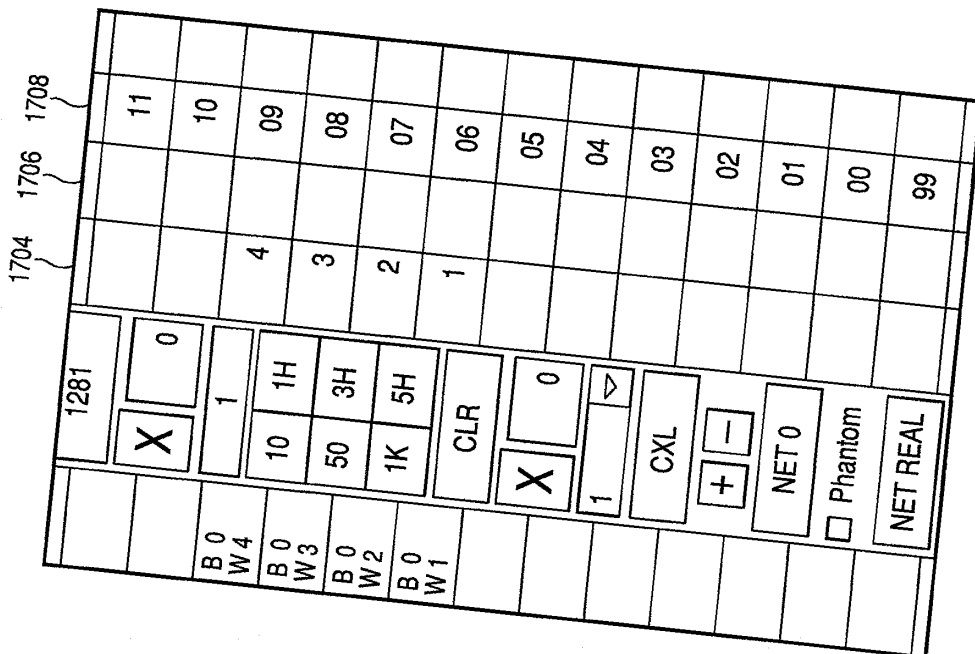 1704
1706
1708
1281
X
0
1
10
1H
50
3H
1K
5H
CLR
X
0
1
CXL
+
−
NET 0
Phantom
NET REAL
B 0
W 4
B 0
W 3
B 0
W 2
B 0
W 1
4
3
2
1
11
10
09
08
07
06
05
04
03
02
01
00
99